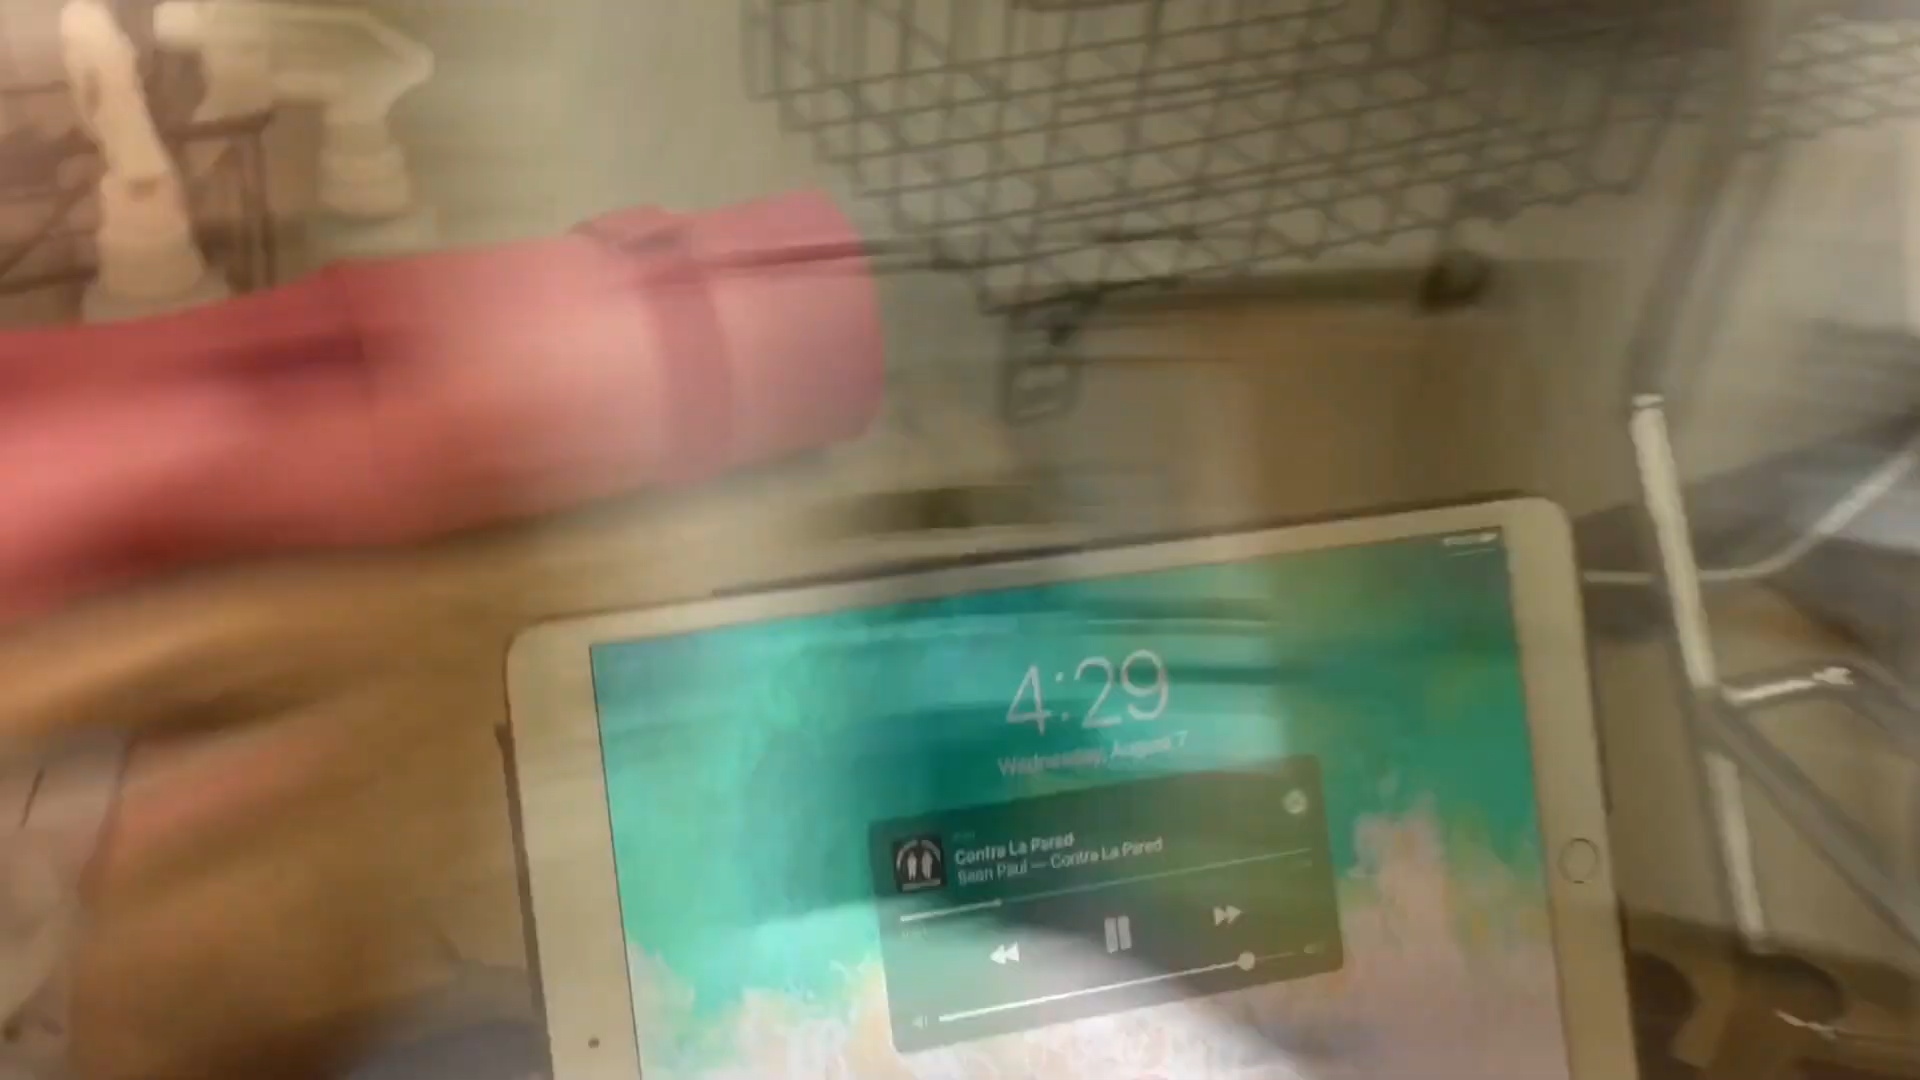 4:29
Wednesday, August 7
Contra La Pared
Sean Paul — Contra La Pared